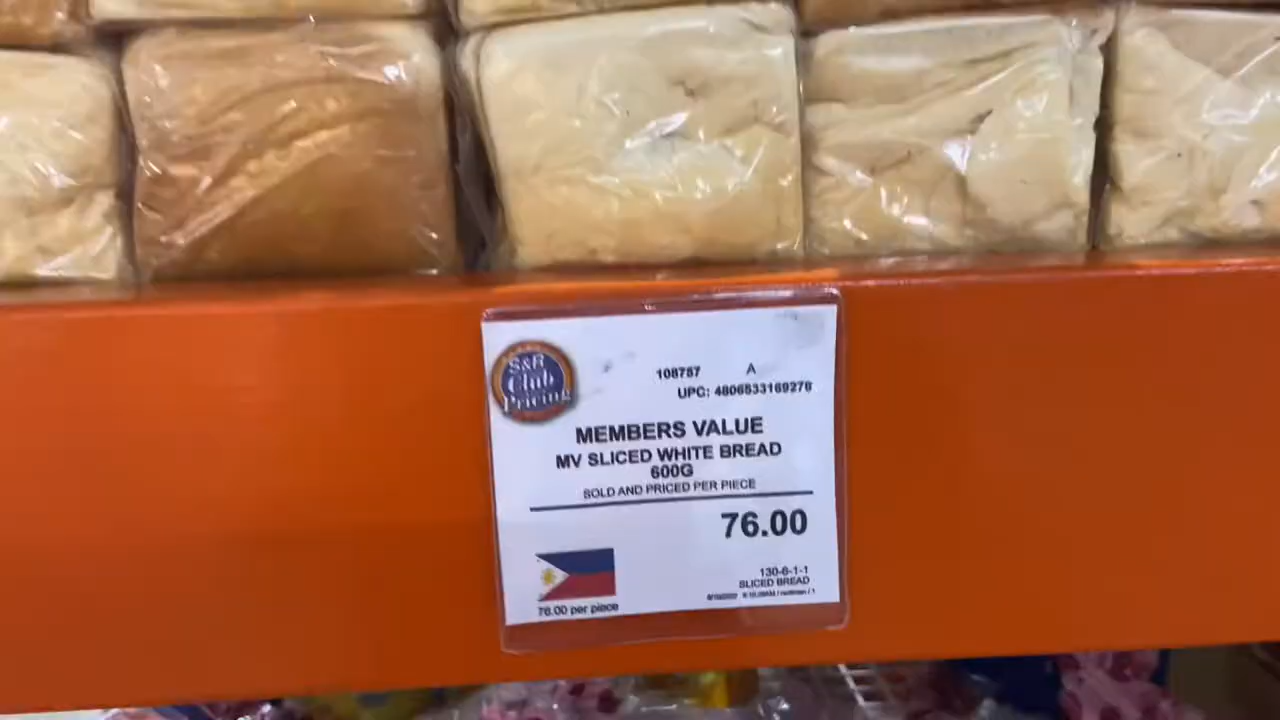 S&R
Club
Pricing
108757 A
UPC: 4806533169278
MEMBERS VALUE
MV SLICED WHITE BREAD
600G
SOLD AND PRICED PER PIECE
76.00
76.00 per piece
130-6-1-1
SLICED BREAD